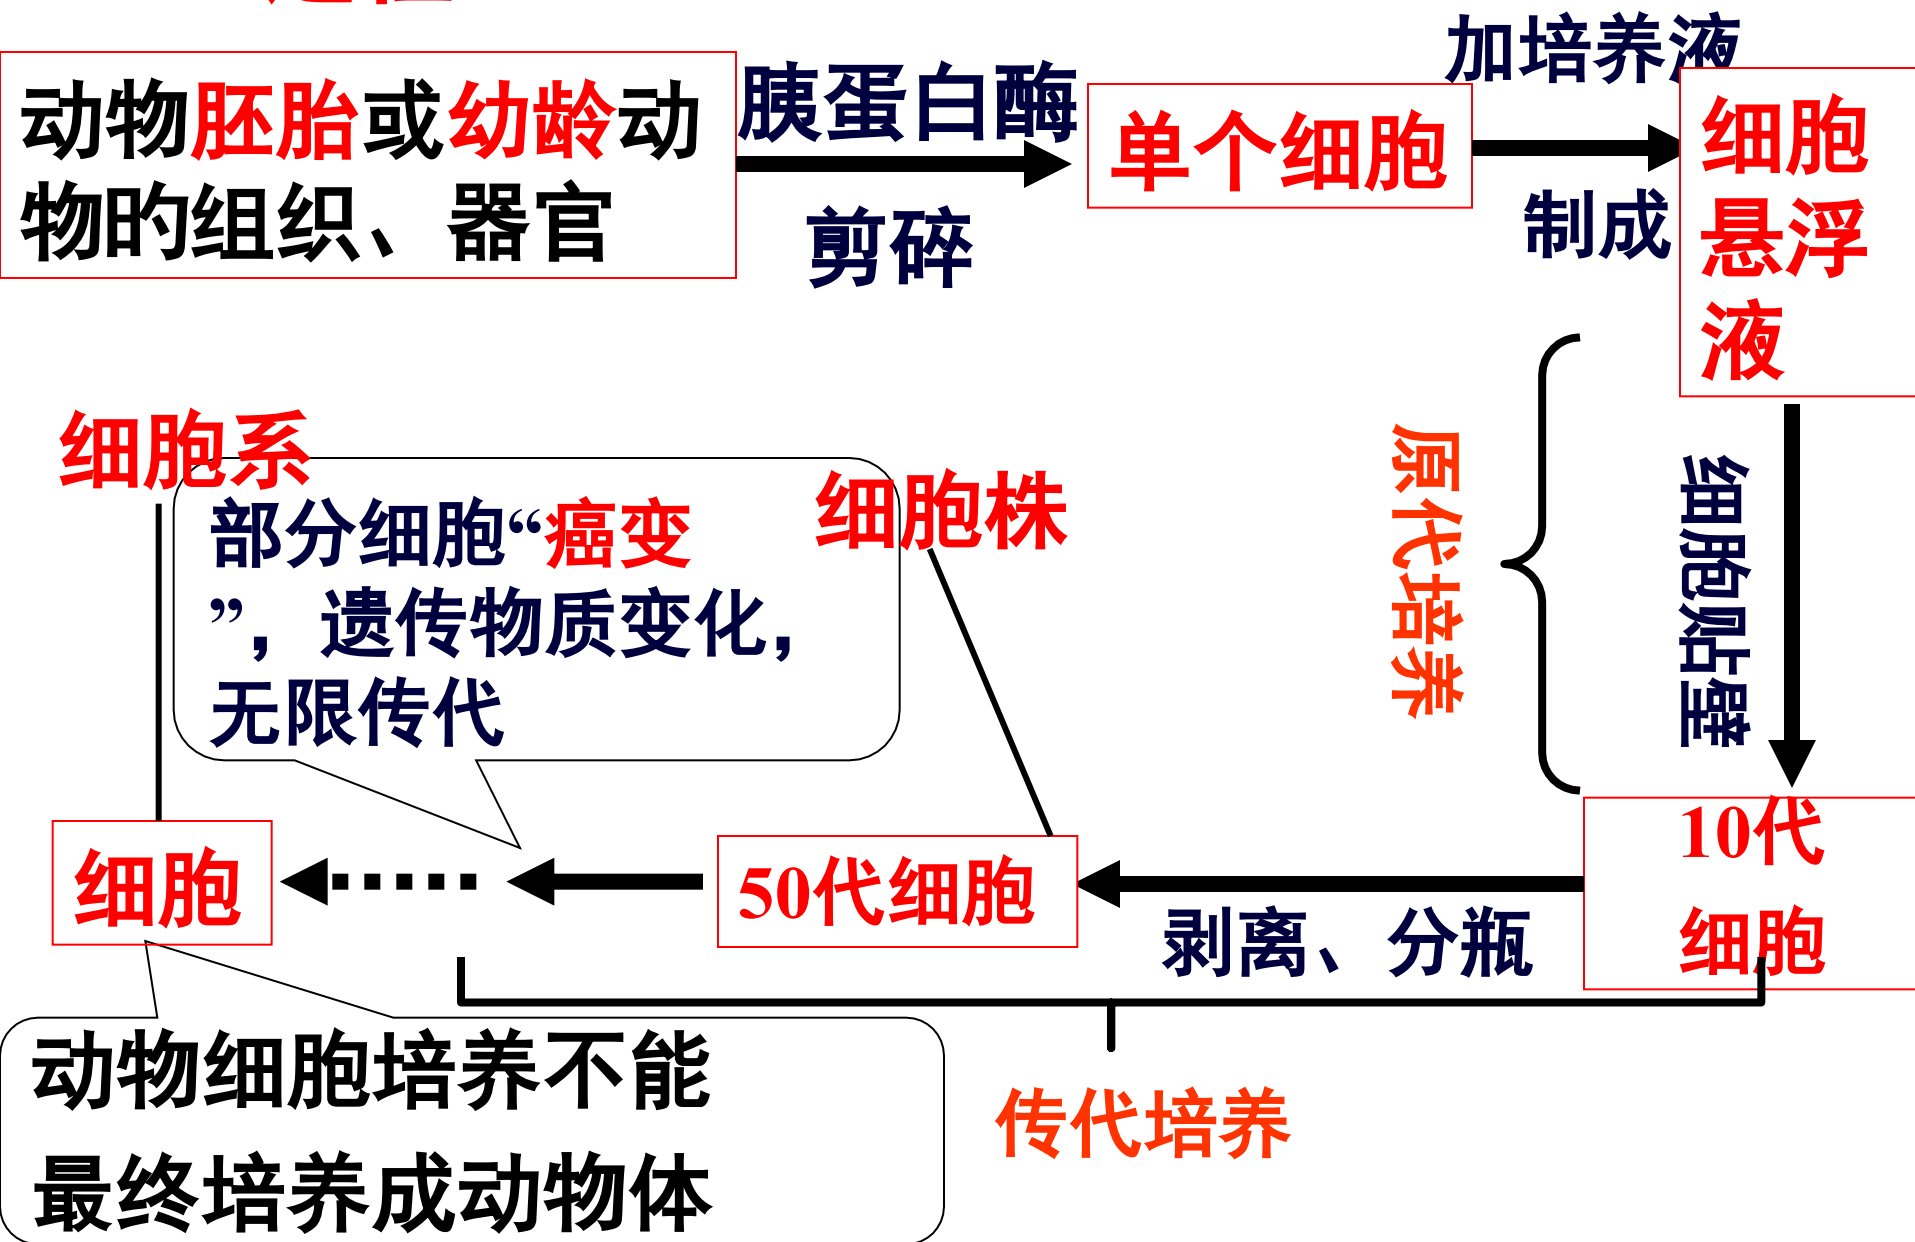 加培养液
动物胚胎或幼龄动
物旳组织、器官
胰蛋白酶
剪碎
单个细胞
制成
细胞
悬浮
液
细胞系
部分细胞“癌变
”，遗传物质变化，
无限传代
细胞株
原代培养
细胞贴壁
细胞
50代细胞
剥离、分瓶
10代
细胞
传代培养
动物细胞培养不能
最终培养成动物体